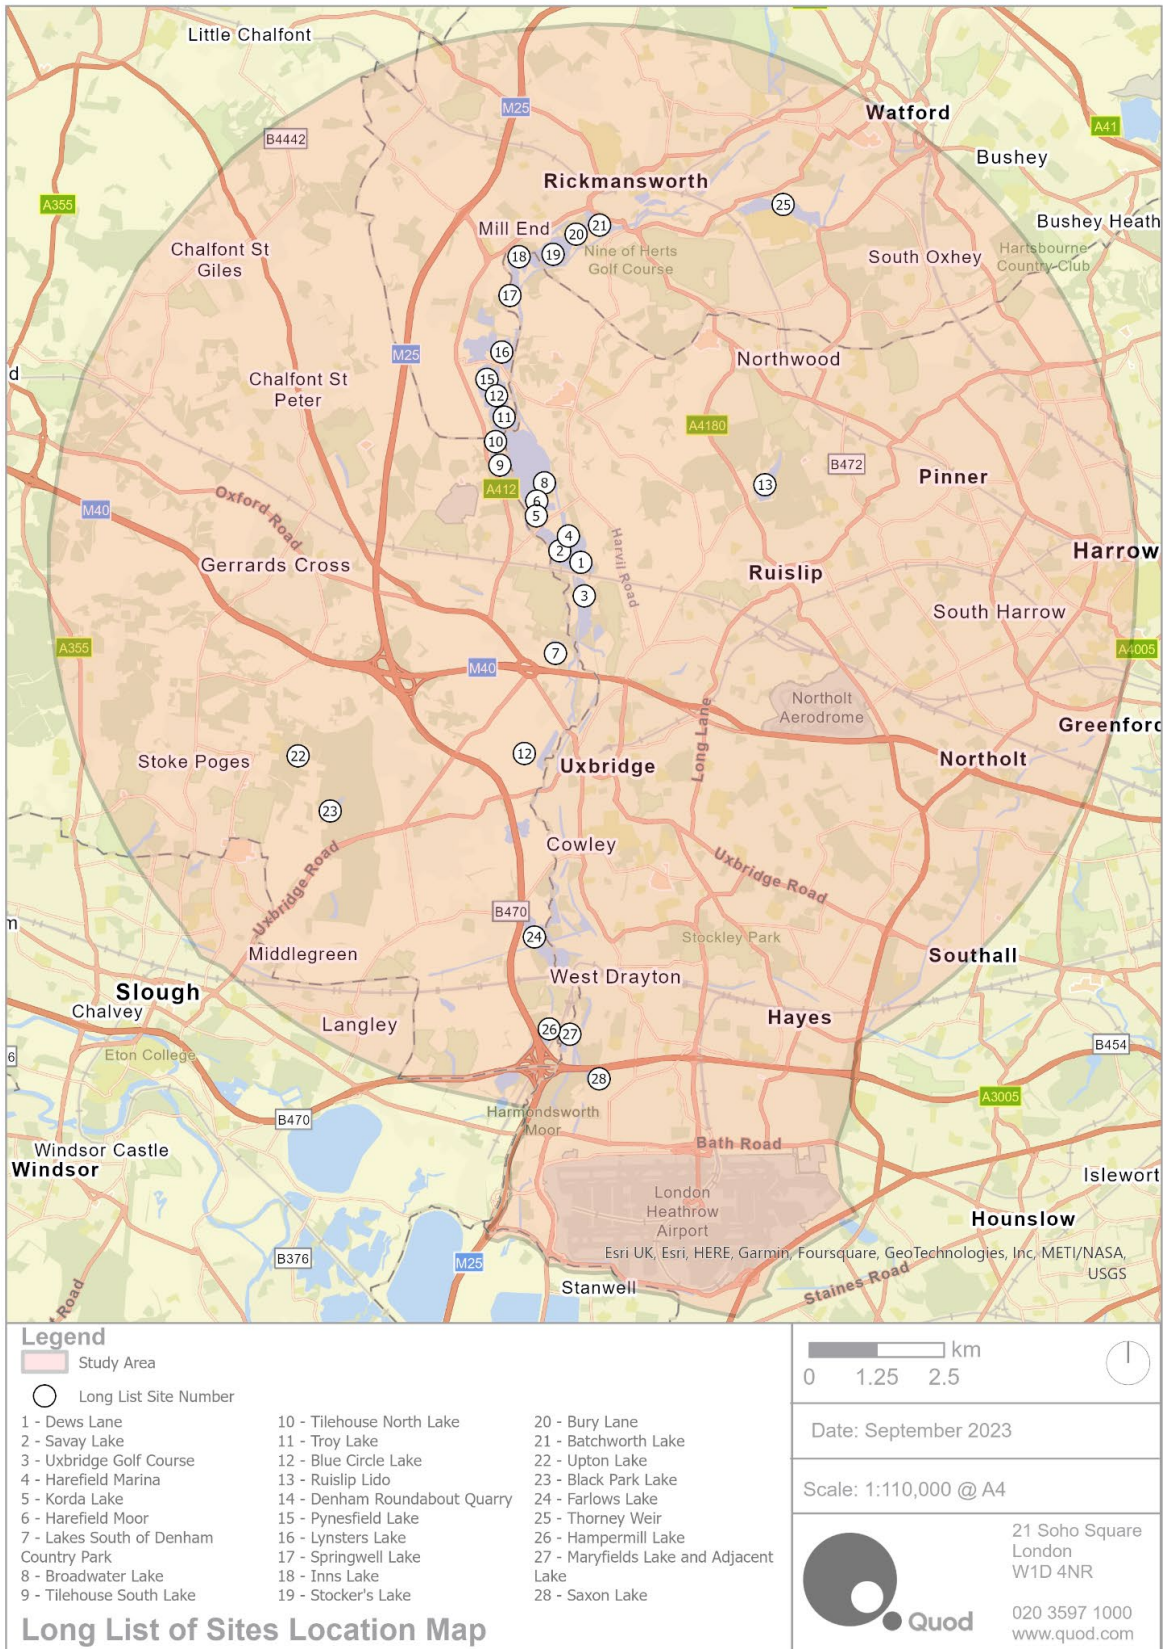 Little Chalfont
M25
Watford
A41
B4442
Bushey
Rickmansworth
A355
25
Bushey Heath
21
Mill End
20
Chalfont St
Giles
18
19
Nine of Herts
Golf Course
South Oxhey
Hartsbourne
Country Club
17
M25
16
Northwood
d
Chalfont St
Peter
15
12
11
A4180
10
9
B472
Pinner
8
13
A412
6
M40
Oxford Road
5
4
Harvil Road
2
Harrow
Gerrards Cross
1
Ruislip
3
South Harrow
A355
7
A4005
M40
Northolt
Aerodrome
Long Lane
Greenford
22
12
Stoke Poges
Uxbridge
Northolt
23
Cowley
Uxbridge Road
Uxbridge Road
B470
24
Stockley Park
m
Middlegreen
Southall
West Drayton
Slough
Chalvey
Langley
Hayes
26
27
Eton College
B454
6
28
A3005
B470
Harmondsworth
Moor
Bath Road
Windsor Castle
Windsor
Islewort
London
Heathrow
Airport
Hounslow
Esri UK, Esri, HERE, Garmin, Foursquare, GeoTechnologies, Inc, METI/NASA,
USGS
B376
M25
Stanwell
Staines Road
f Road
Legend
Study Area
Long List Site Number
1 - Dews Lane
2 - Savay Lake
3 - Uxbridge Golf Course
4 - Harefield Marina
5 - Korda Lake
6 - Harefield Moor
7 - Lakes South of Denham
Country Park
8 - Broadwater Lake
9 - Tilehouse South Lake
10 - Tilehouse North Lake
11 - Troy Lake
12 - Blue Circle Lake
13 - Ruislip Lido
14 - Denham Roundabout Quarry
15 - Pynesfield Lake
16 - Lynsters Lake
17 - Springwell Lake
18 - Inns Lake
19 - Stocker's Lake
20 - Bury Lane
21 - Batchworth Lake
22 - Upton Lake
23 - Black Park Lake
24 - Farlows Lake
25 - Thorney Weir
26 - Hampermill Lake
27 - Maryfields Lake and Adjacent
Lake
28 - Saxon Lake
Long List of Sites Location Map
km
0 1.25 2.5
Date: September 2023
Scale: 1:110,000 @ A4
Quod
21 Soho Square
London
W1D 4NR
020 3597 1000
www.quod.com